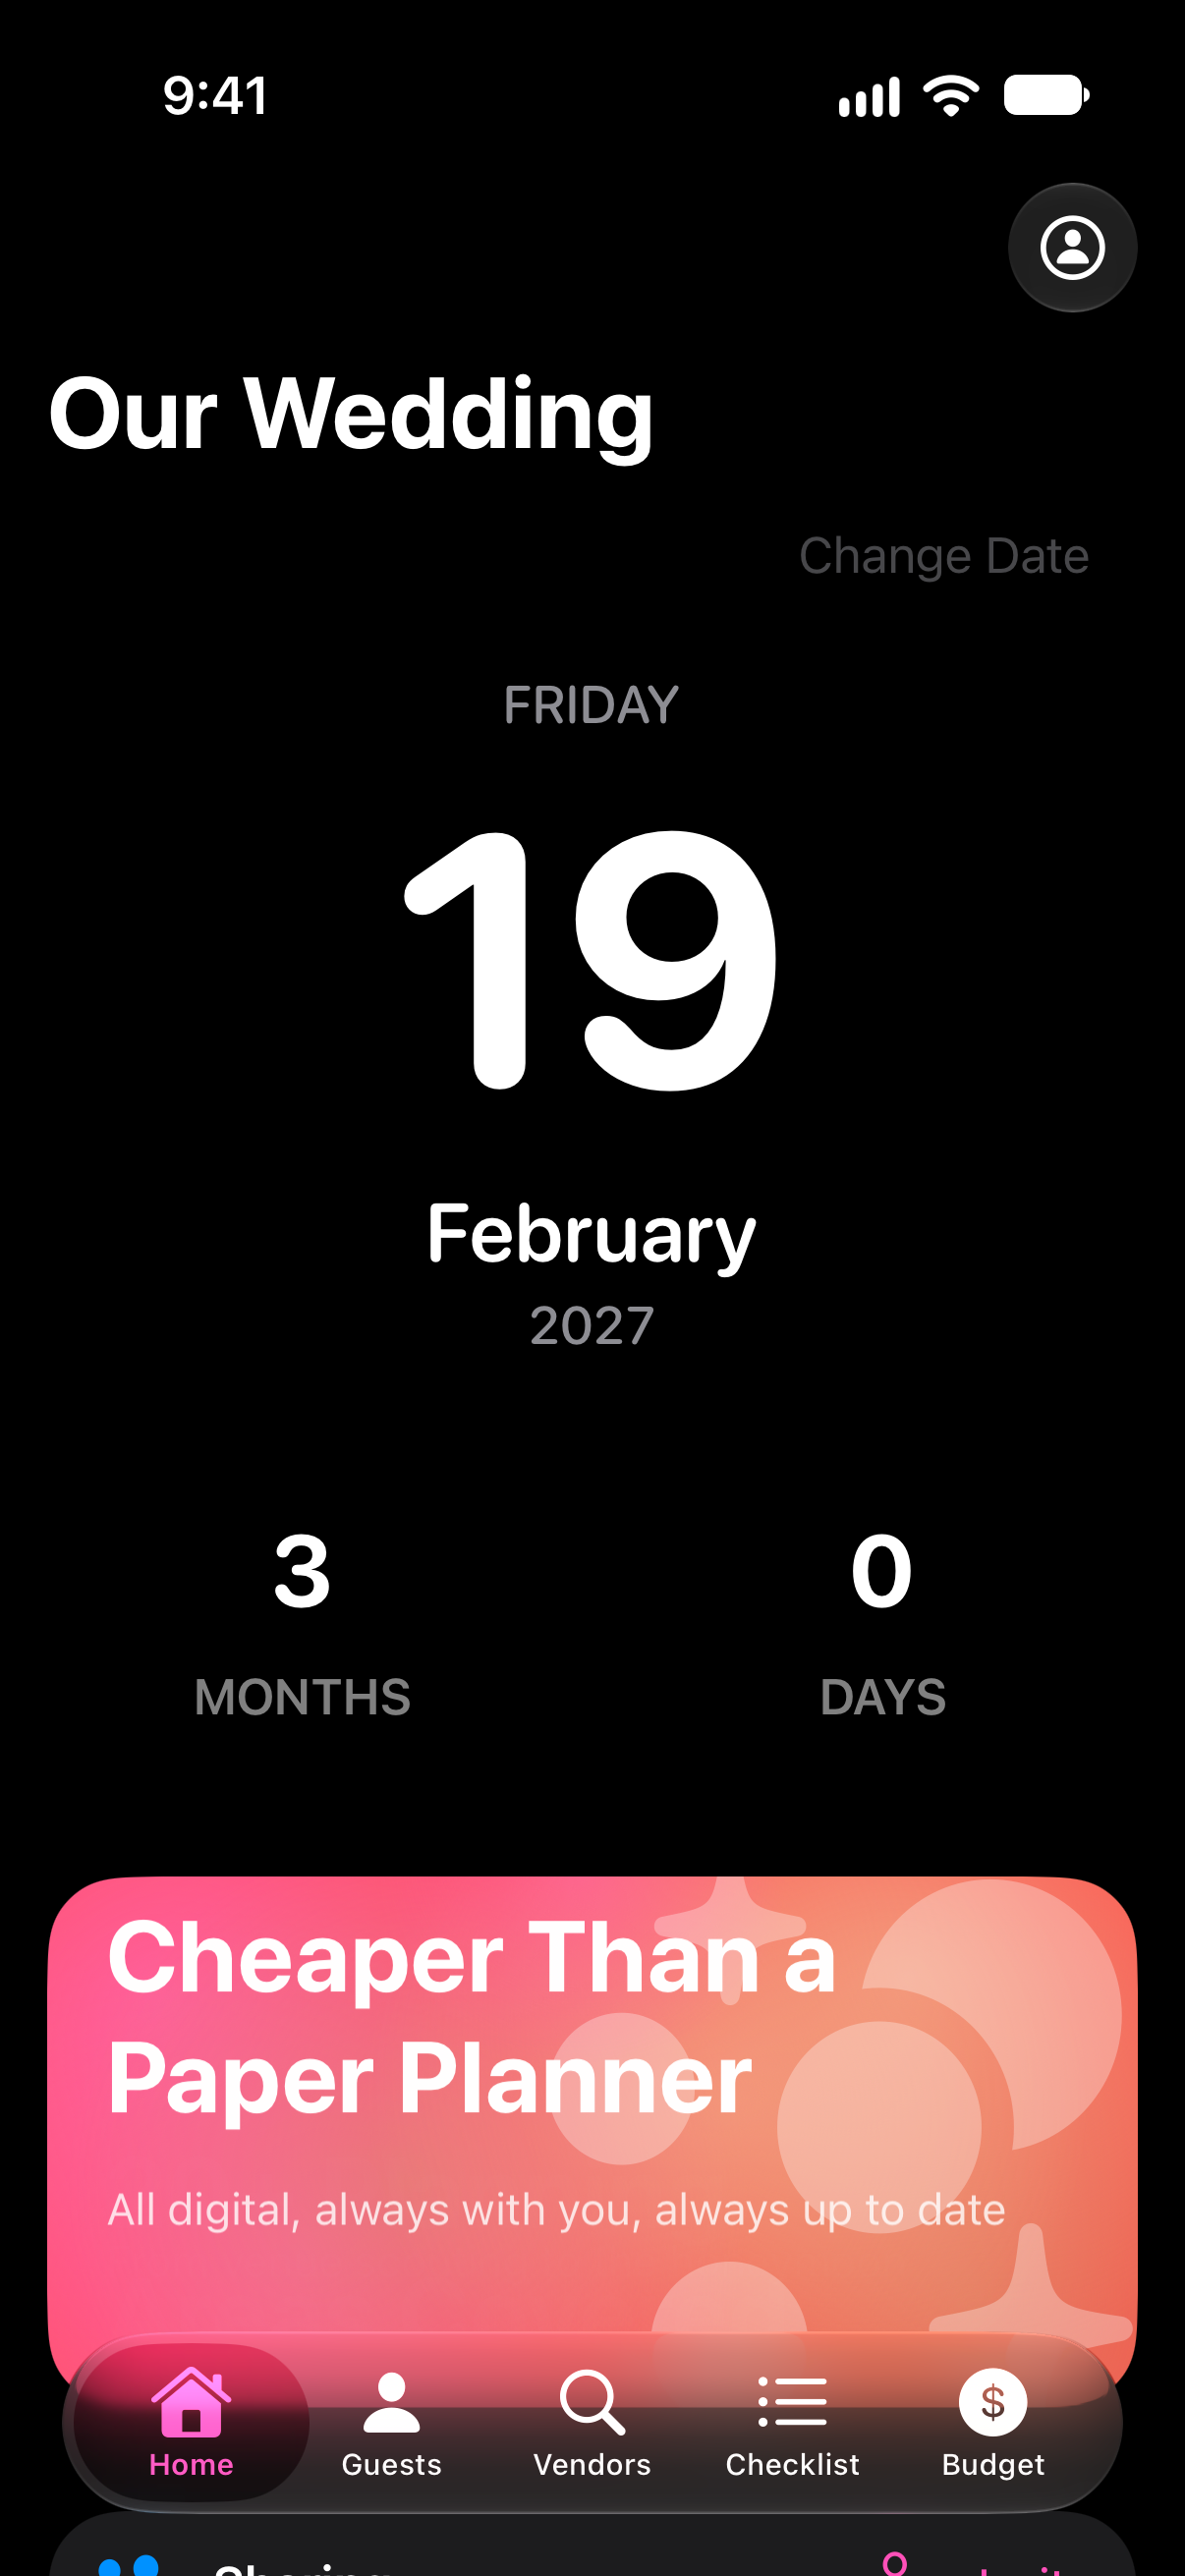 9:41
Our Wedding
Change Date
FRIDAY
19
February
2027
3
0
MONTHS
DAYS
Cheaper Than a
Paper Planner
All digital, always with you, always up to date
Home
Guests
Vendors
Checklist
$
Budget
Sharing